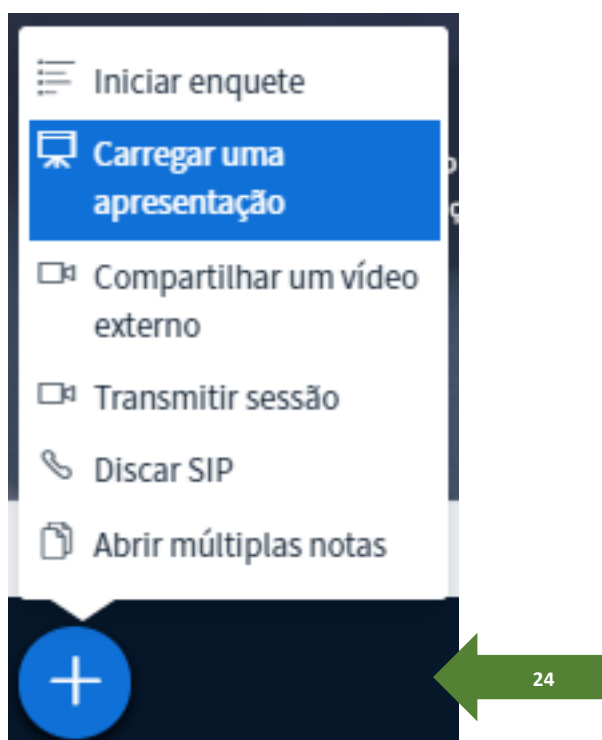 Iniciar enquete
Carregar uma
apresentação
Compartilhar um vídeo
externo
Transmitir sessão
Discar SIP
Abrir múltiplas notas
24